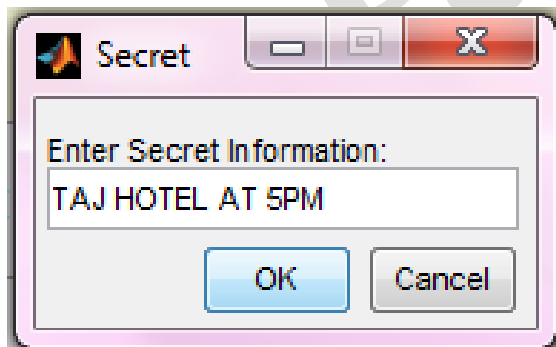 Secret
Enter Secret Information:
TAJ HOTEL AT 5PM
OK Cancel